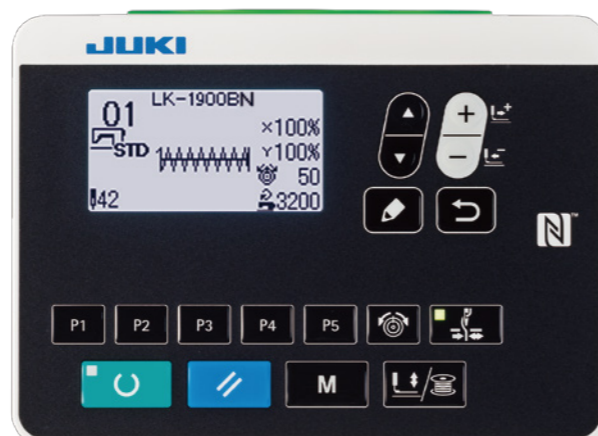 JUKI
LK-1900BN
01
×100%
STD
Y100%
50
42
3200
P1 P2 P3 P4 P5
M